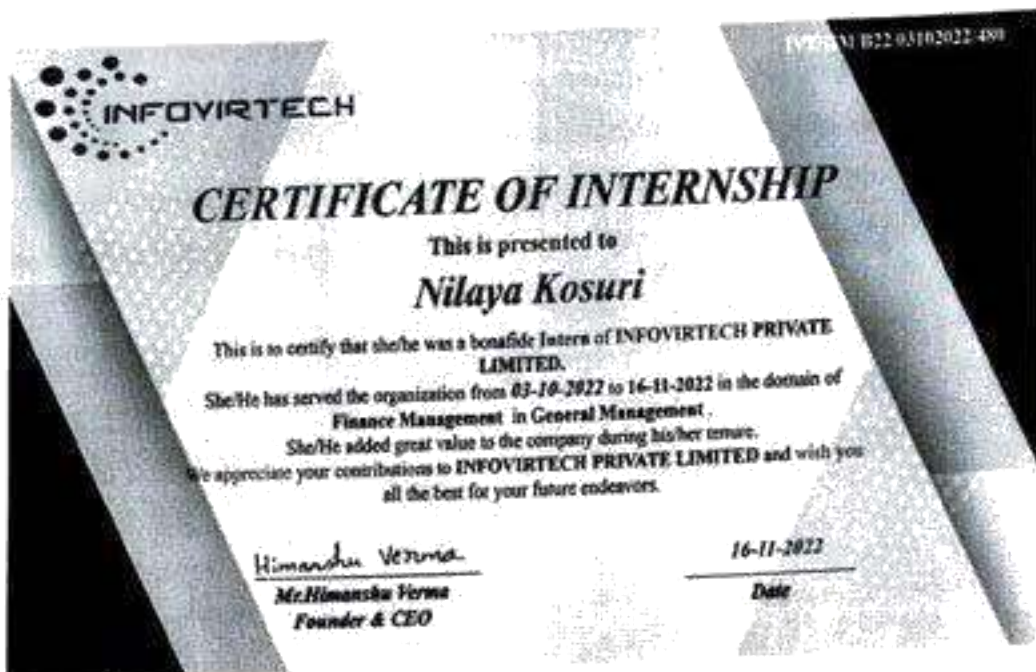 B22 03102022 480
INFOVIRTECH
CERTIFICATE OF INTERNSHIP
This is presented to
Nilaya Kosuri
This is to certify that she/he was a bonafide Intern of INFOVIRTECH PRIVATE
LIMITED.
She/He has served the organization from 03-10-2022 to 16-11-2022 in the domain of
Finance Management in General Management .
She/He added great value to the company during his/her tenure.
We appreciate your contributions to INFOVIRTECH PRIVATE LIMITED and wish you
all the best for your future endeavors.
Himanshu Verma
16-11-2022
Mr.Himanshu Verma
Date
Founder & CEO